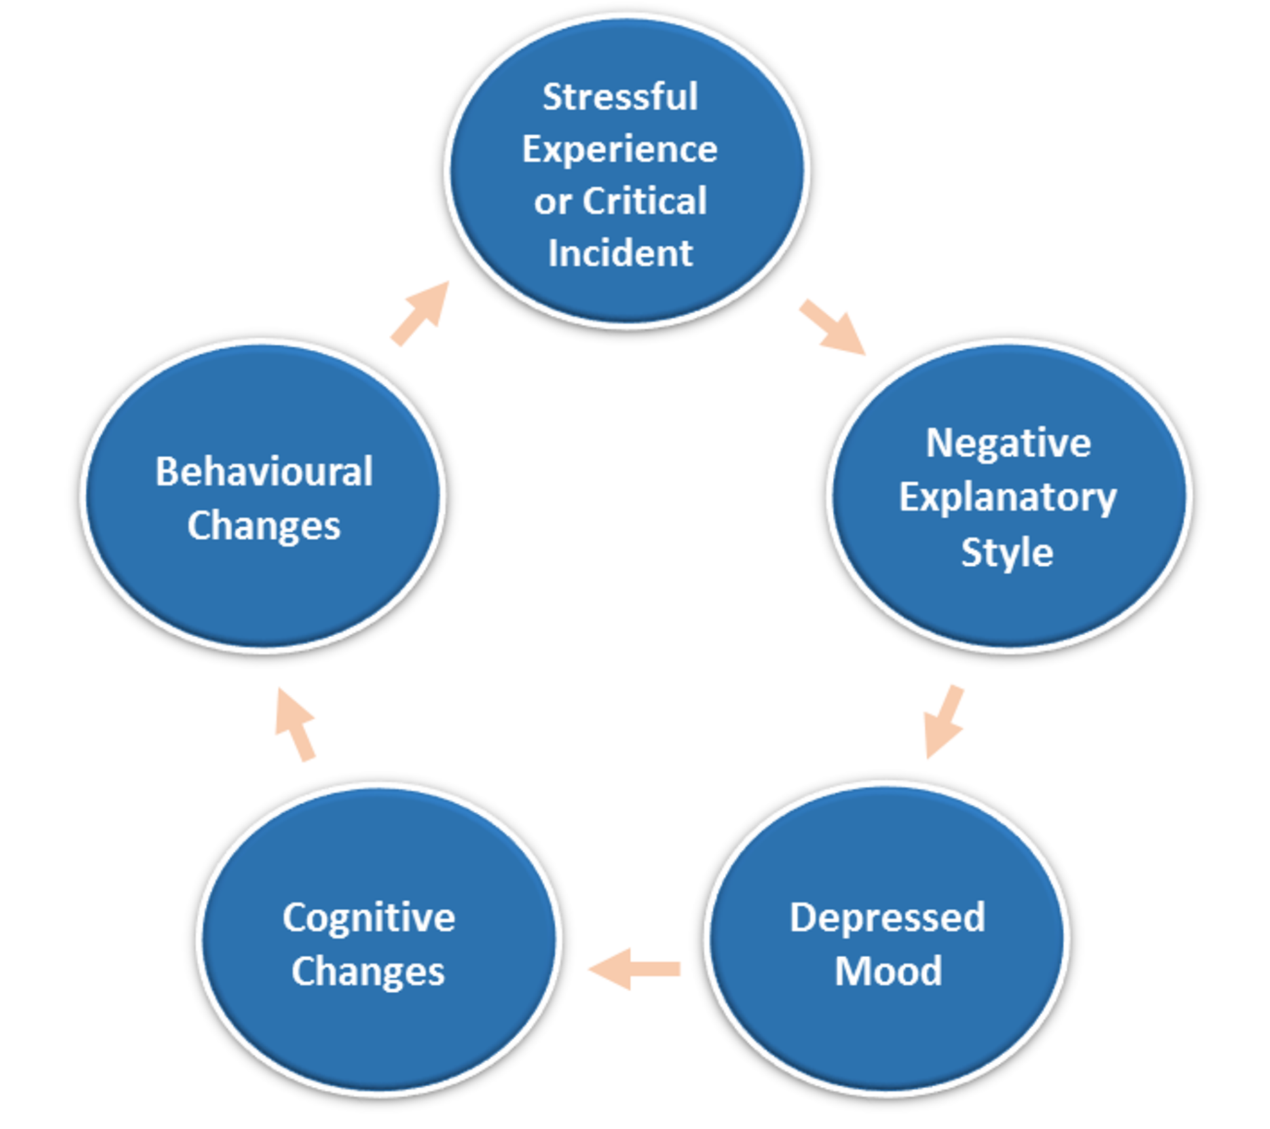 Stressful
Experience
or Critical
Incident
Negative
Explanatory
Style
Depressed
Mood
Cognitive
Changes
Behavioural
Changes